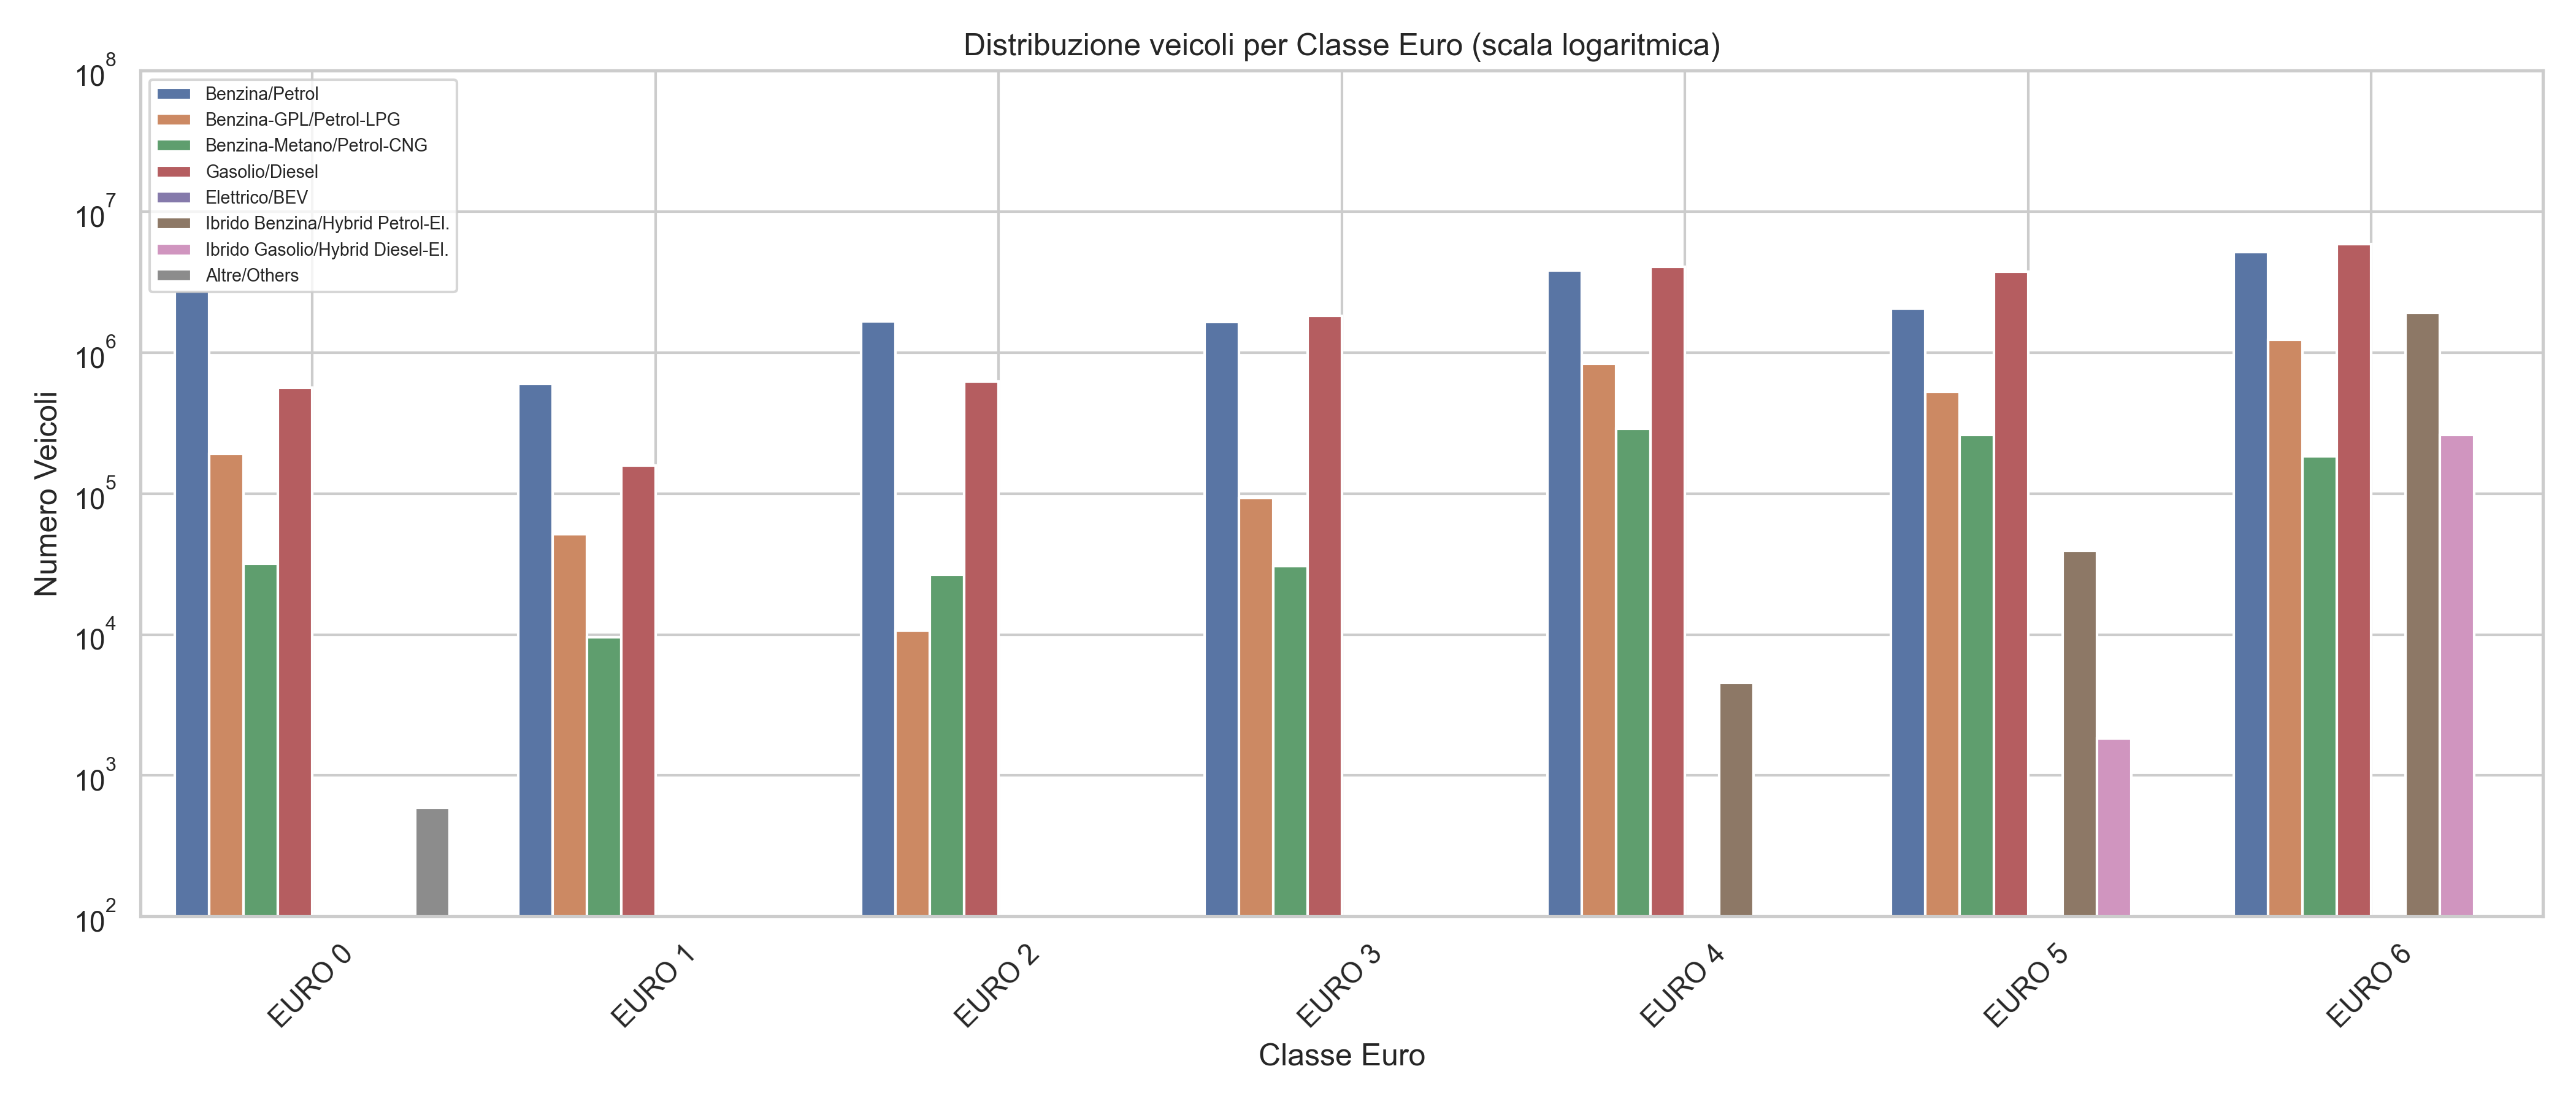 Distribuzione veicoli per Classe Euro (scala logaritmica)
10^8
10^7
10^6
10^5
10^4
10^3
10^2
Numero Veicoli
Benzina/Petrol
Benzina-GPL/Petrol-LPG
Benzina-Metano/Petrol-CNG
Gasolio/Diesel
Elettrico/BEV
Ibrido Benzina/Hybrid Petrol-El.
Ibrido Gasolio/Hybrid Diesel-El.
Altre/Others
EURO 0
EURO 1
EURO 2
EURO 3
EURO 4
EURO 5
EURO 6
Classe Euro